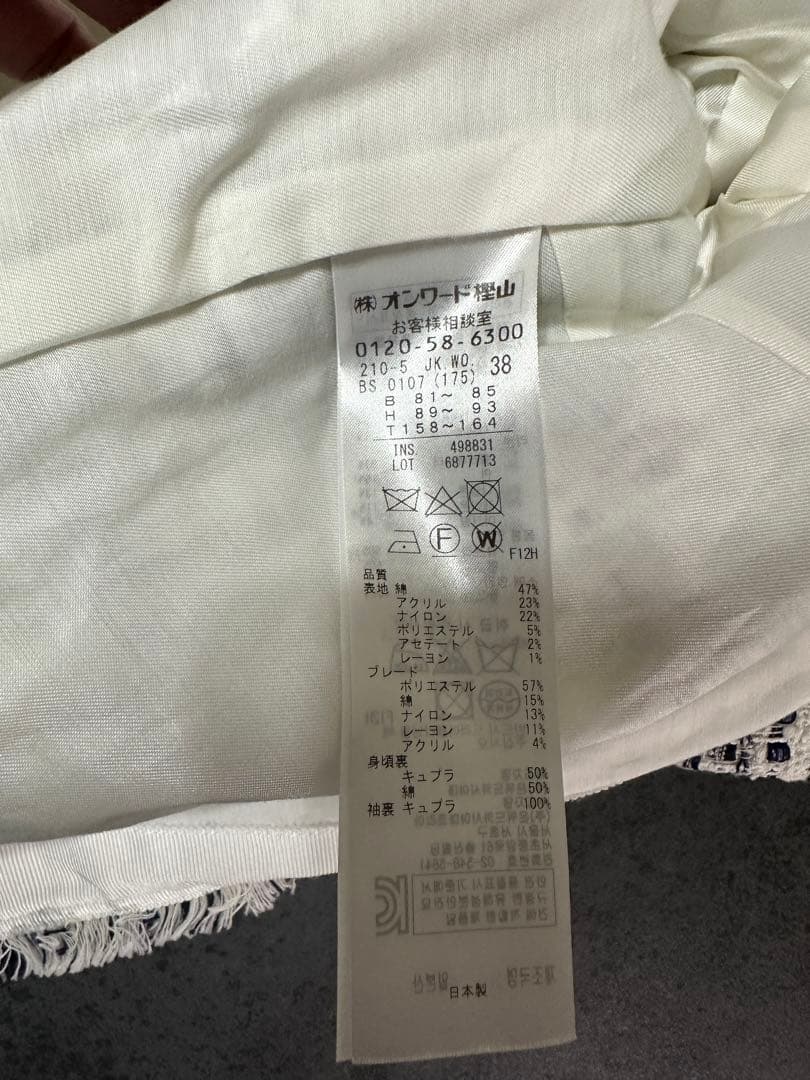 ㈱オンワード樫山
お客様相談室
0120-58-6300
210-5 JK WO. 38
BS 0107 (175)
B 81～ 85
H 89～ 93
T 158～164
INS. 498831
LOT 6877713
F W F12H
品質
表地 綿 47%
アクリル 23%
ナイロン 22%
ポリエステル 5%
アセテート 2%
レーヨン 1%
ブレード
ポリエステル 57%
綿 15%
ナイロン 13%
レーヨン 11%
アクリル 4%
身頃裏
キュプラ 50%
綿 50%
袖裏 キュプラ 100%
日本製